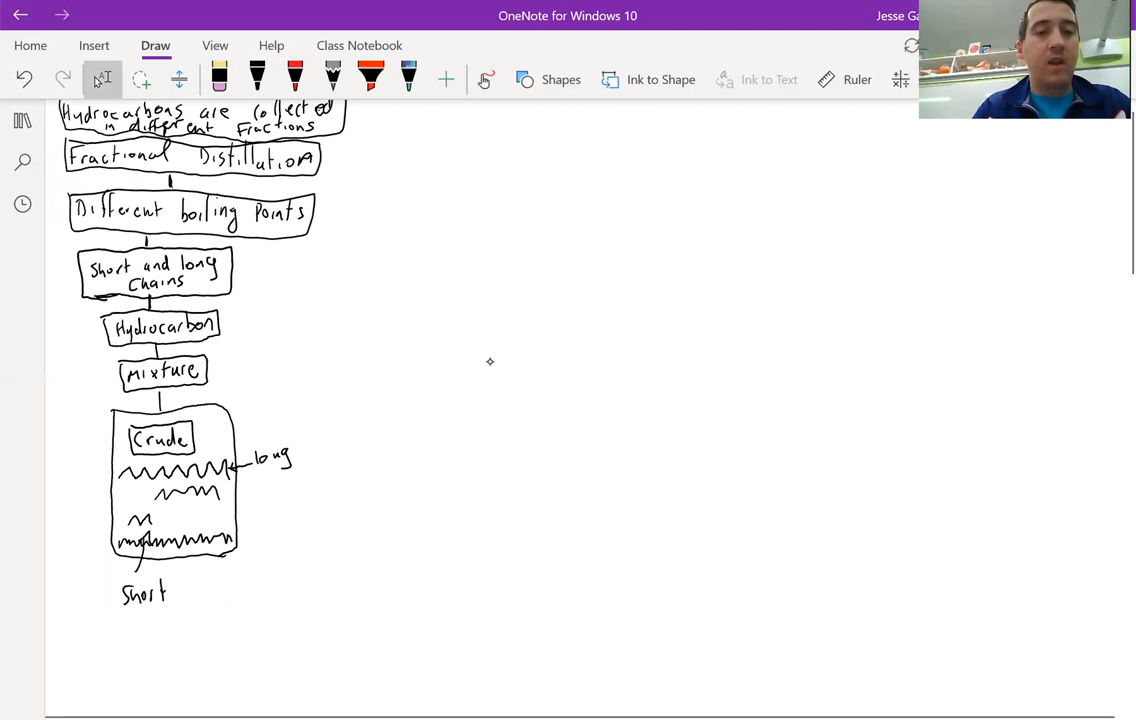 OneNote for Windows 10
Jesse Ga
Home Insert Draw View Help Class Notebook
Shapes Ink to Shape Ink to Text Ruler
Hydrocarbons are collected
in different Fractions
Fractional Distillation
Different boiling Points
Short and long
Chains
Hydrocarbon
Mixture
Crude
long
Short